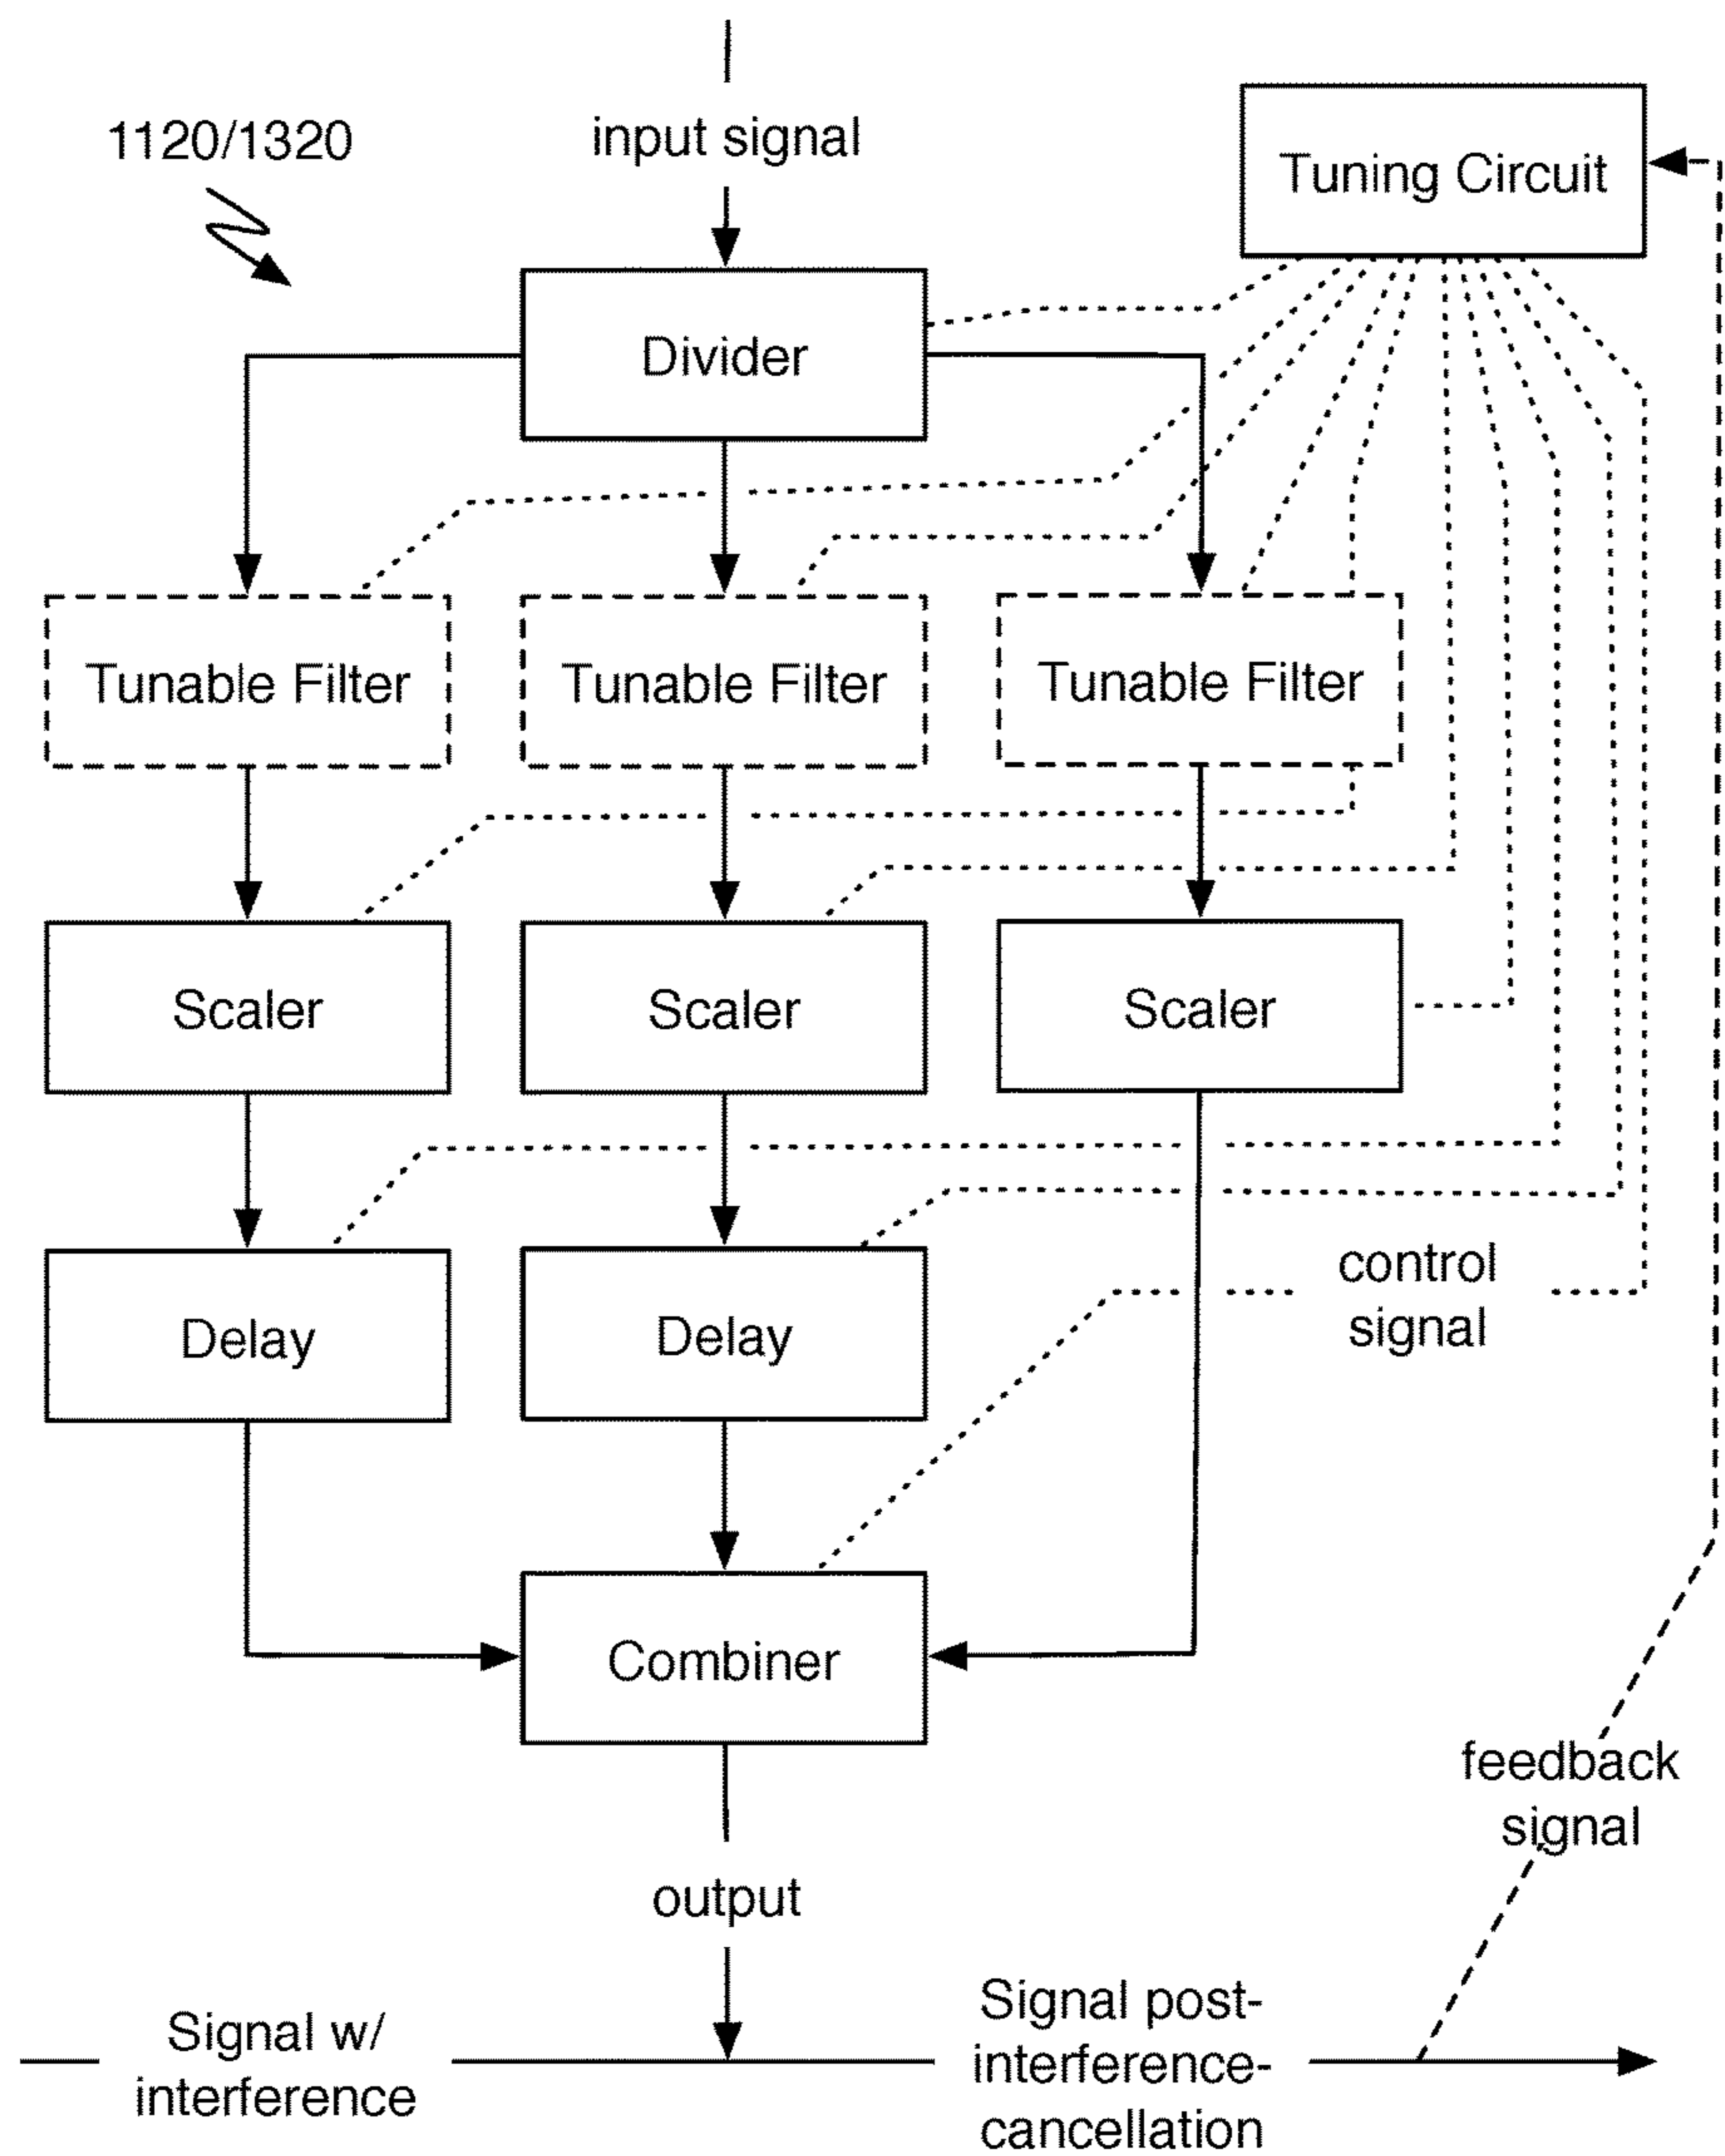 1120/1320
input signal
Tuning Circuit
Divider
Tunable Filter
Tunable Filter
Tunable Filter
Scaler
Scaler
Scaler
Delay
Delay
control
signal
Combiner
feedback
signal
output
Signal w/
interference
Signal post-
interference-
cancellation